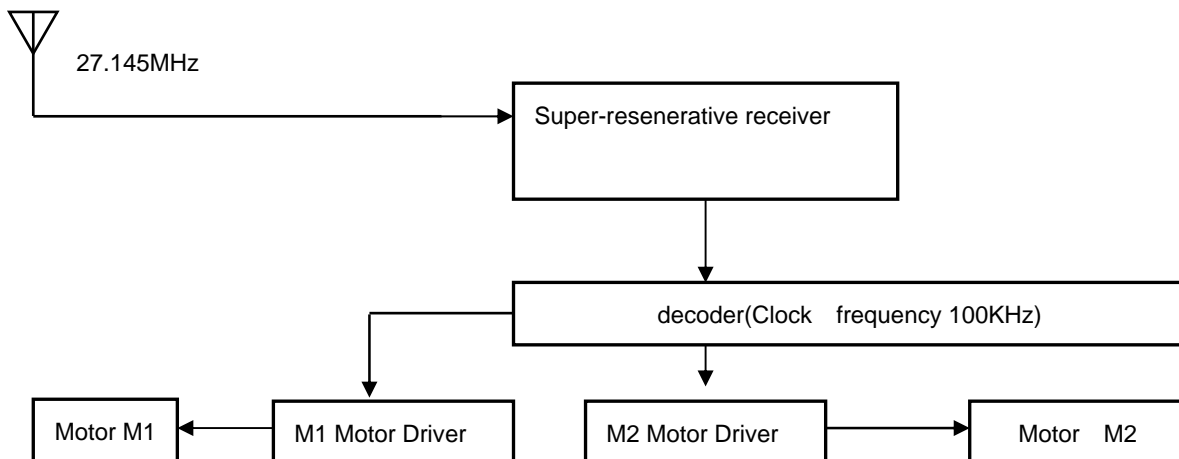 27.145MHz
Super-resenerative receiver
decoder(Clock frequency 100KHz)
Motor M1
M1 Motor Driver
M2 Motor Driver
Motor M2